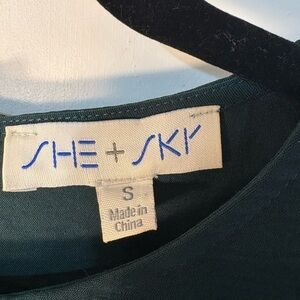 SHE + SKY
S
Made in
China